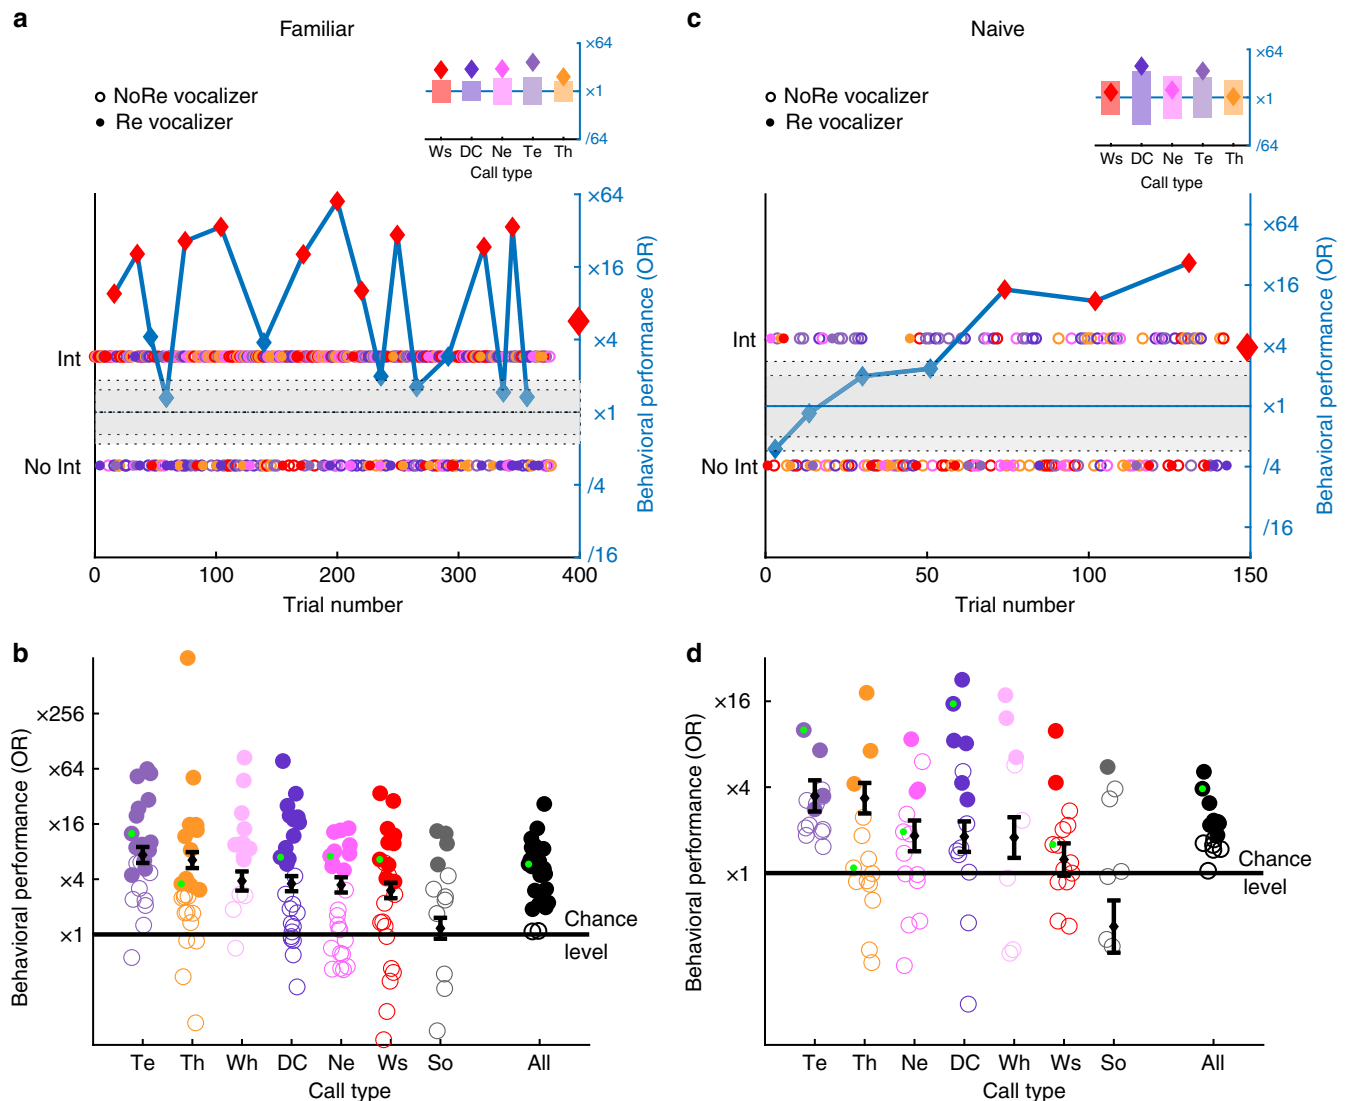 a
Familiar
NoRe vocalizer
Re vocalizer
×64
×1
/64
Ws DC Ne Te Th
Call type
×64
×16
×4
×1
/4
/16
Behavioral performance (OR)
Int
No Int
0 100 200 300 400
Trial number
c
Naive
NoRe vocalizer
Re vocalizer
×64
×1
/64
Ws DC Ne Te Th
Call type
×64
×16
×4
×1
/4
/16
Behavioral performance (OR)
Int
No Int
0 50 100 150
Trial number
b
Behavioral performance (OR)
×256
×64
×16
×4
×1
Chance
level
Te Th Wh DC Ne Ws So All
Call type
d
Behavioral performance (OR)
×16
×4
×1
Chance
level
Te Th Ne DC Wh Ws So All
Call type